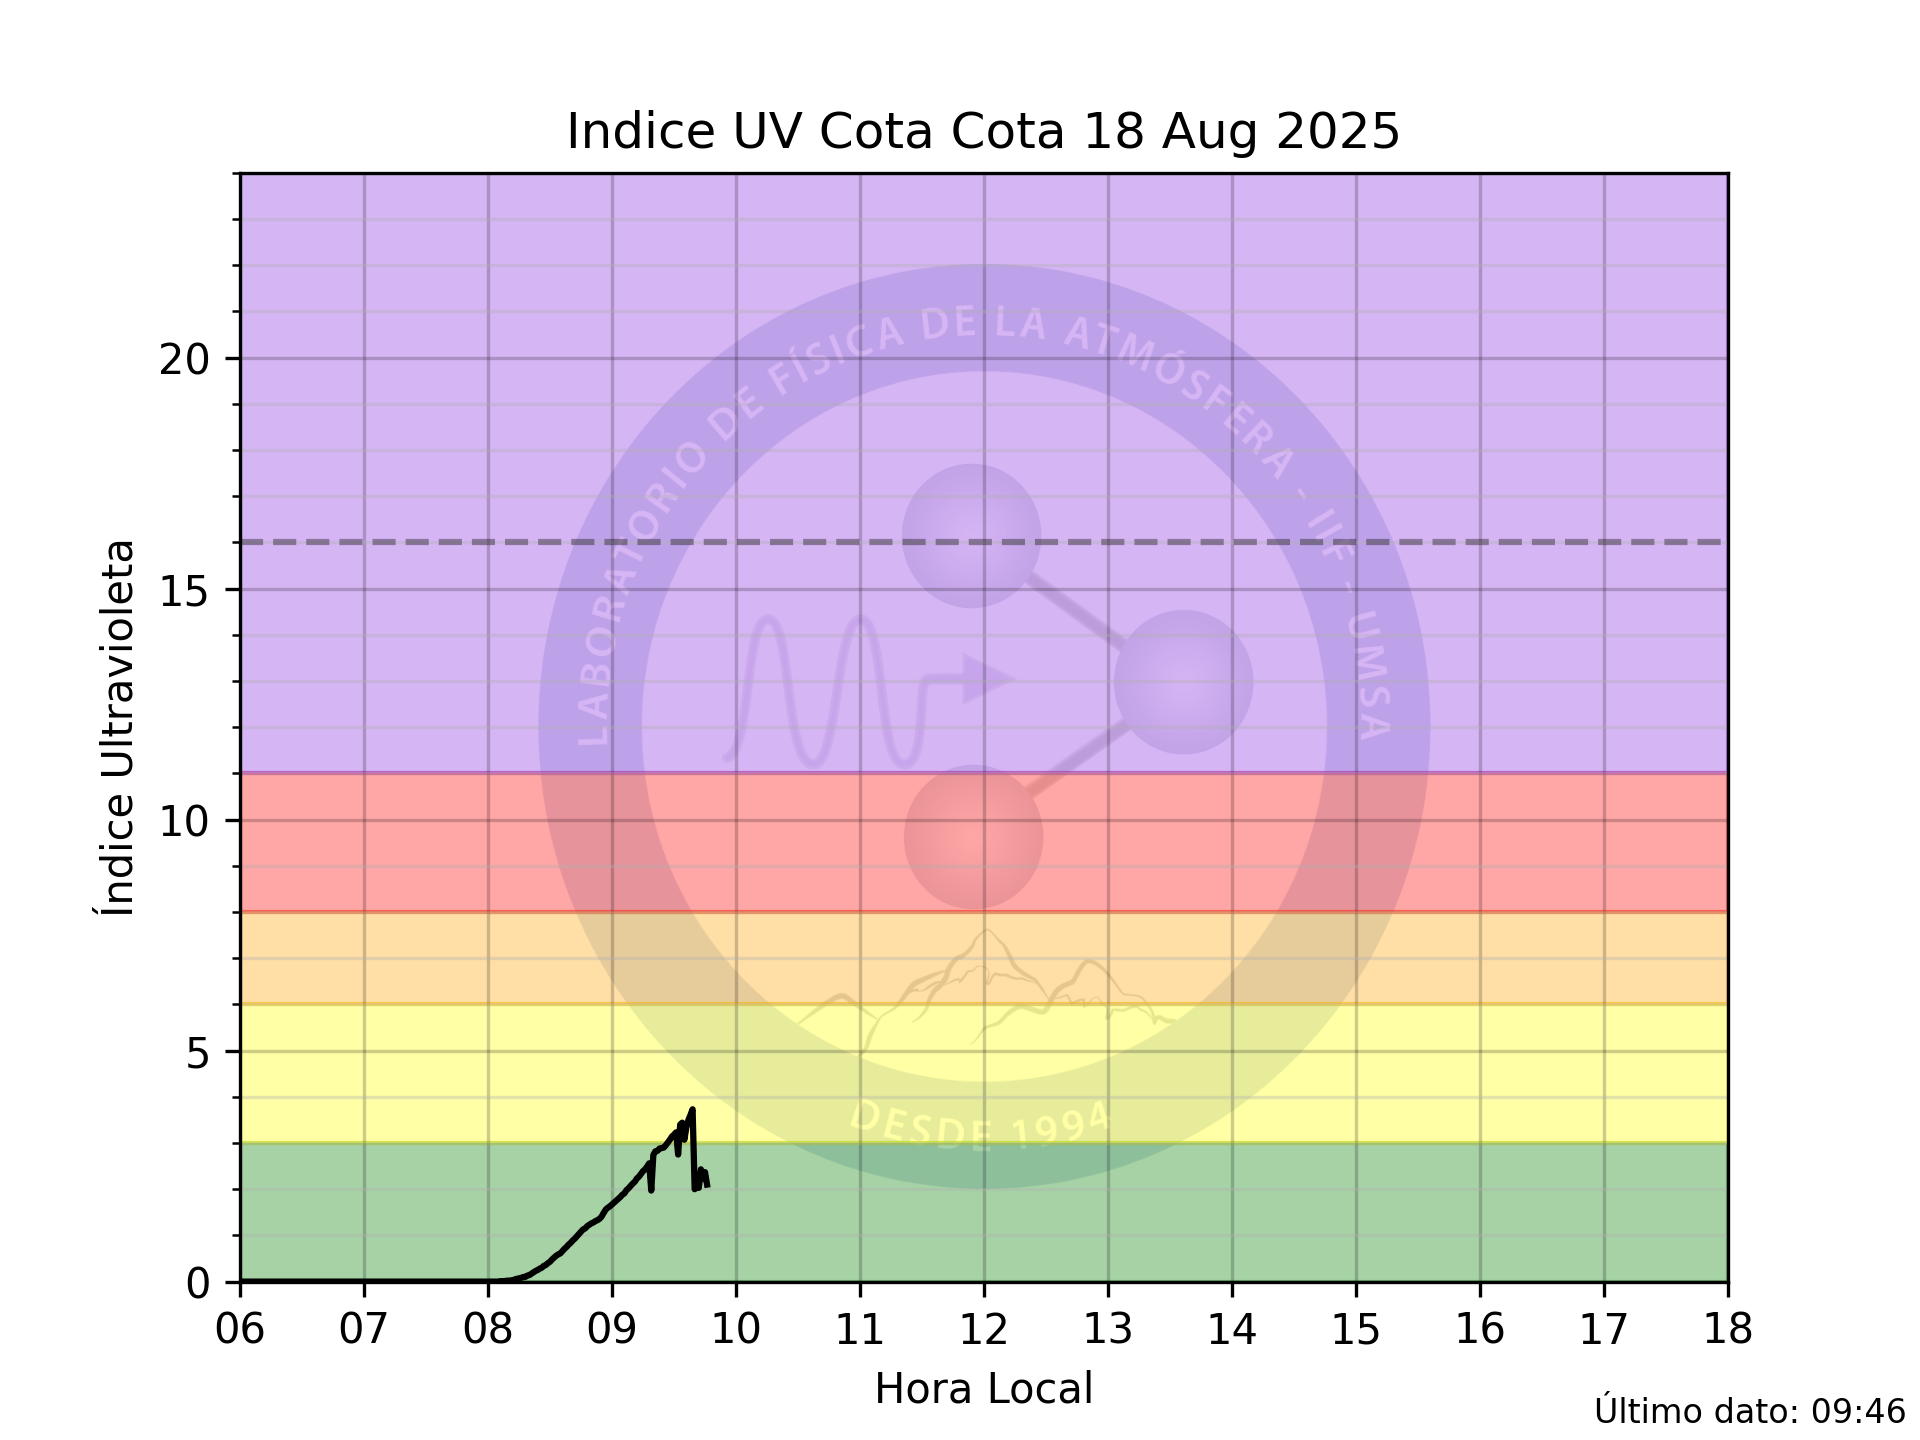 Indice UV Cota Cota 18 Aug 2025
LABORATORIO DE FÍSICA DE LA ATMÓSFERA - IIF - UMSA
DESDE 1994
Índice Ultravioleta
20
15
10
5
0
06 07 08 09 10 11 12 13 14 15 16 17 18
Hora Local
Último dato: 09:46